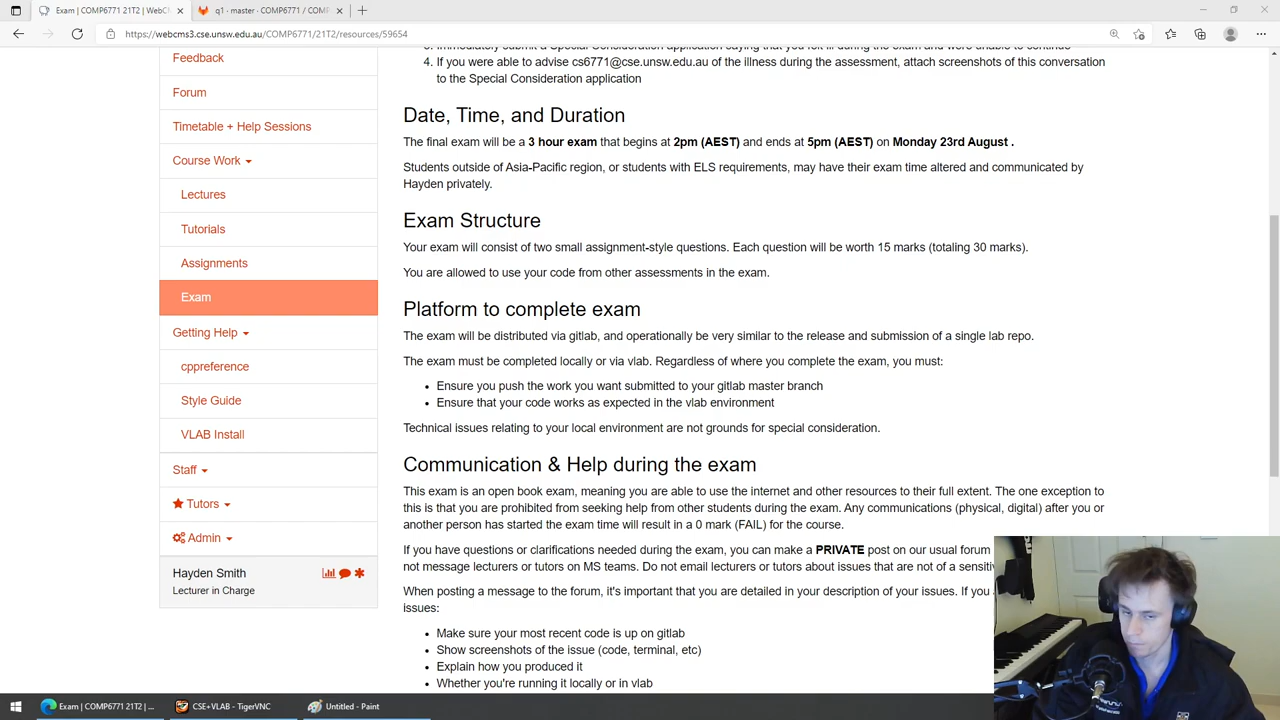 Exam | COMP6771 21T2 | WebCl
q1 · master · COMP6771 / COMP
https://webcms3.cse.unsw.edu.au/COMP6771/21T2/resources/59654
Feedback
Forum
Timetable + Help Sessions
Course Work
Lectures
Tutorials
Assignments
Exam
Getting Help
cppreference
Style Guide
VLAB Install
Staff
Tutors
Admin
Hayden Smith
Lecturer in Charge
3. Immediately submit a Special Consideration application saying that you felt ill during the exam and were unable to continue
4. If you were able to advise cs6771@cse.unsw.edu.au of the illness during the assessment, attach screenshots of this conversation
to the Special Consideration application
Date, Time, and Duration
The final exam will be a 3 hour exam that begins at 2pm (AEST) and ends at 5pm (AEST) on Monday 23rd August .
Students outside of Asia-Pacific region, or students with ELS requirements, may have their exam time altered and communicated by
Hayden privately.
Exam Structure
Your exam will consist of two small assignment-style questions. Each question will be worth 15 marks (totaling 30 marks).
You are allowed to use your code from other assessments in the exam.
Platform to complete exam
The exam will be distributed via gitlab, and operationally be very similar to the release and submission of a single lab repo.
The exam must be completed locally or via vlab. Regardless of where you complete the exam, you must:
• Ensure you push the work you want submitted to your gitlab master branch
• Ensure that your code works as expected in the vlab environment
Technical issues relating to your local environment are not grounds for special consideration.
Communication & Help during the exam
This exam is an open book exam, meaning you are able to use the internet and other resources to their full extent. The one exception to
this is that you are prohibited from seeking help from other students during the exam. Any communications (physical, digital) after you or
another person has started the exam time will result in a 0 mark (FAIL) for the course.
If you have questions or clarifications needed during the exam, you can make a PRIVATE post on our usual forum
not message lecturers or tutors on MS teams. Do not email lecturers or tutors about issues that are not of a sensitiv
When posting a message to the forum, it's important that you are detailed in your description of your issues. If you
issues:
• Make sure your most recent code is up on gitlab
• Show screenshots of the issue (code, terminal, etc)
• Explain how you produced it
• Whether you're running it locally or in vlab
Exam | COMP6771 21T2 | ...
CSE+VLAB - TigerVNC
Untitled - Paint